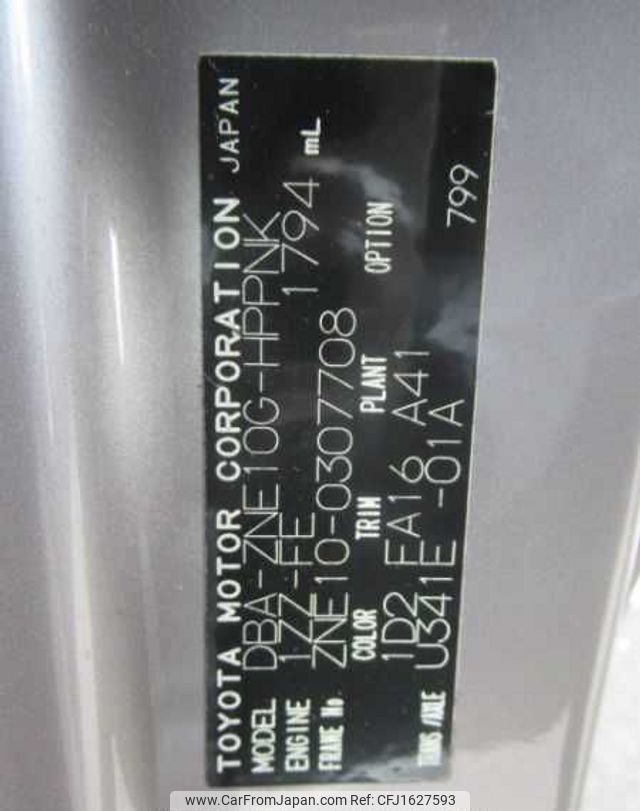 TOYOTA MOTOR CORPORATION JAPAN
MODEL DBA-ZNE10G-HPPNK
ENGINE 1ZZ-FE 1794 mL
FRAME No. ZNE10-0307708
COLOR TRIM PLANT OPTION
1D2 FA16 A41
TRANS/AXLE U341E -01A 799
www.CarFromJapan.com | CFJ1627593